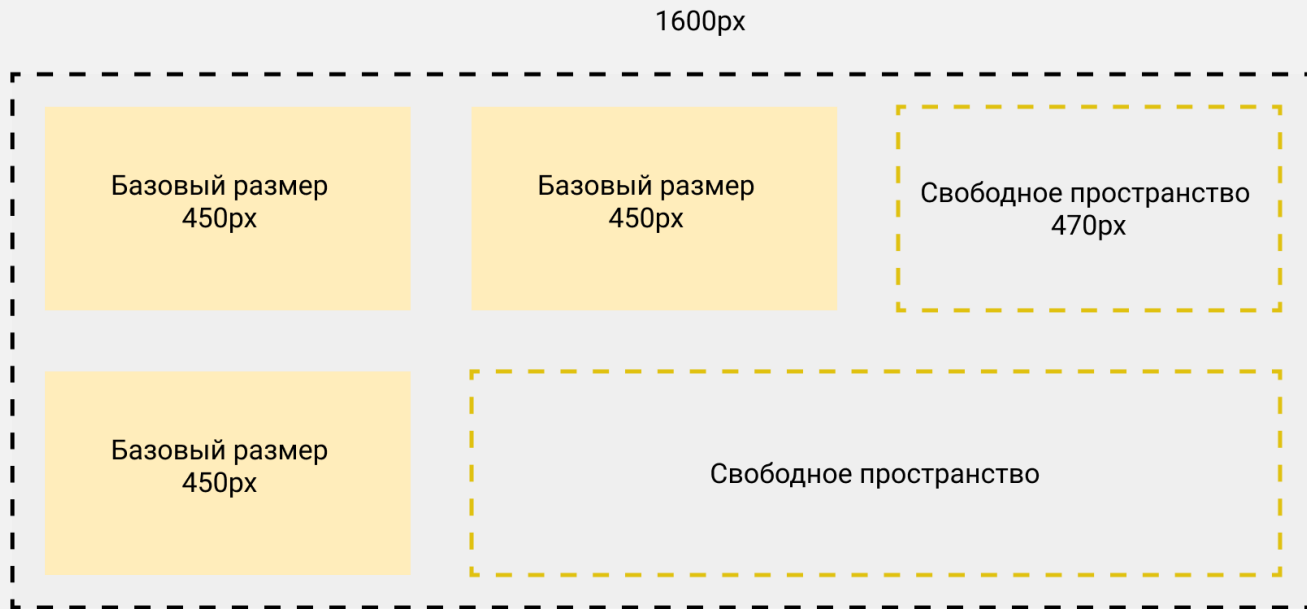 1600px
Базовый размер
450px
Базовый размер
450px
Свободное пространство
470px
Базовый размер
450px
Свободное пространство